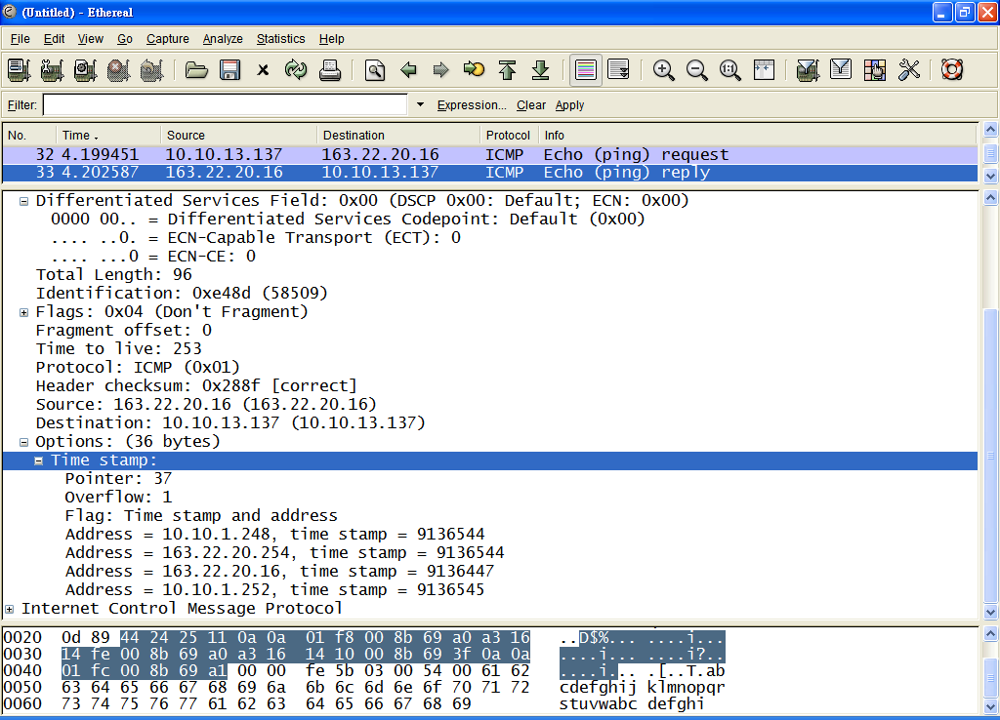 (Untitled) - Ethereal
File Edit View Go Capture Analyze Statistics Help
Filter: Expression... Clear Apply
No. Time Source Destination Protocol Info
32 4.199451 10.10.13.137 163.22.20.16 ICMP Echo (ping) request
33 4.202587 163.22.20.16 10.10.13.137 ICMP Echo (ping) reply
Differentiated Services Field: 0x00 (DSCP 0x00: Default; ECN: 0x00)
0000 00.. = Differentiated Services Codepoint: Default (0x00)
.... ..0. = ECN-Capable Transport (ECT): 0
.... ...0 = ECN-CE: 0
Total Length: 96
Identification: 0xe48d (58509)
Flags: 0x04 (Don't Fragment)
Fragment offset: 0
Time to live: 253
Protocol: ICMP (0x01)
Header checksum: 0x288f [correct]
Source: 163.22.20.16 (163.22.20.16)
Destination: 10.10.13.137 (10.10.13.137)
Options: (36 bytes)
Time stamp:
Pointer: 37
Overflow: 1
Flag: Time stamp and address
Address = 10.10.1.248, time stamp = 9136544
Address = 163.22.20.254, time stamp = 9136544
Address = 163.22.20.16, time stamp = 9136447
Address = 10.10.1.252, time stamp = 9136545
Internet Control Message Protocol
0020 0d 89 44 24 25 11 0a 0a 01 f8 00 8b 69 a0 a3 16 ..D$%... ....i...
0030 14 fe 00 8b 69 a0 a3 16 14 10 00 8b 69 3f 0a 0a ....i... ....i?..
0040 01 fc 00 8b 69 a1 00 00 fe 5b 03 00 54 00 61 62 ....i... .[..T.ab
0050 63 64 65 66 67 68 69 6a 6b 6c 6d 6e 6f 70 71 72 cdefghij klmnopqr
0060 73 74 75 76 77 61 62 63 64 65 66 67 68 69 stuvwabc defghi